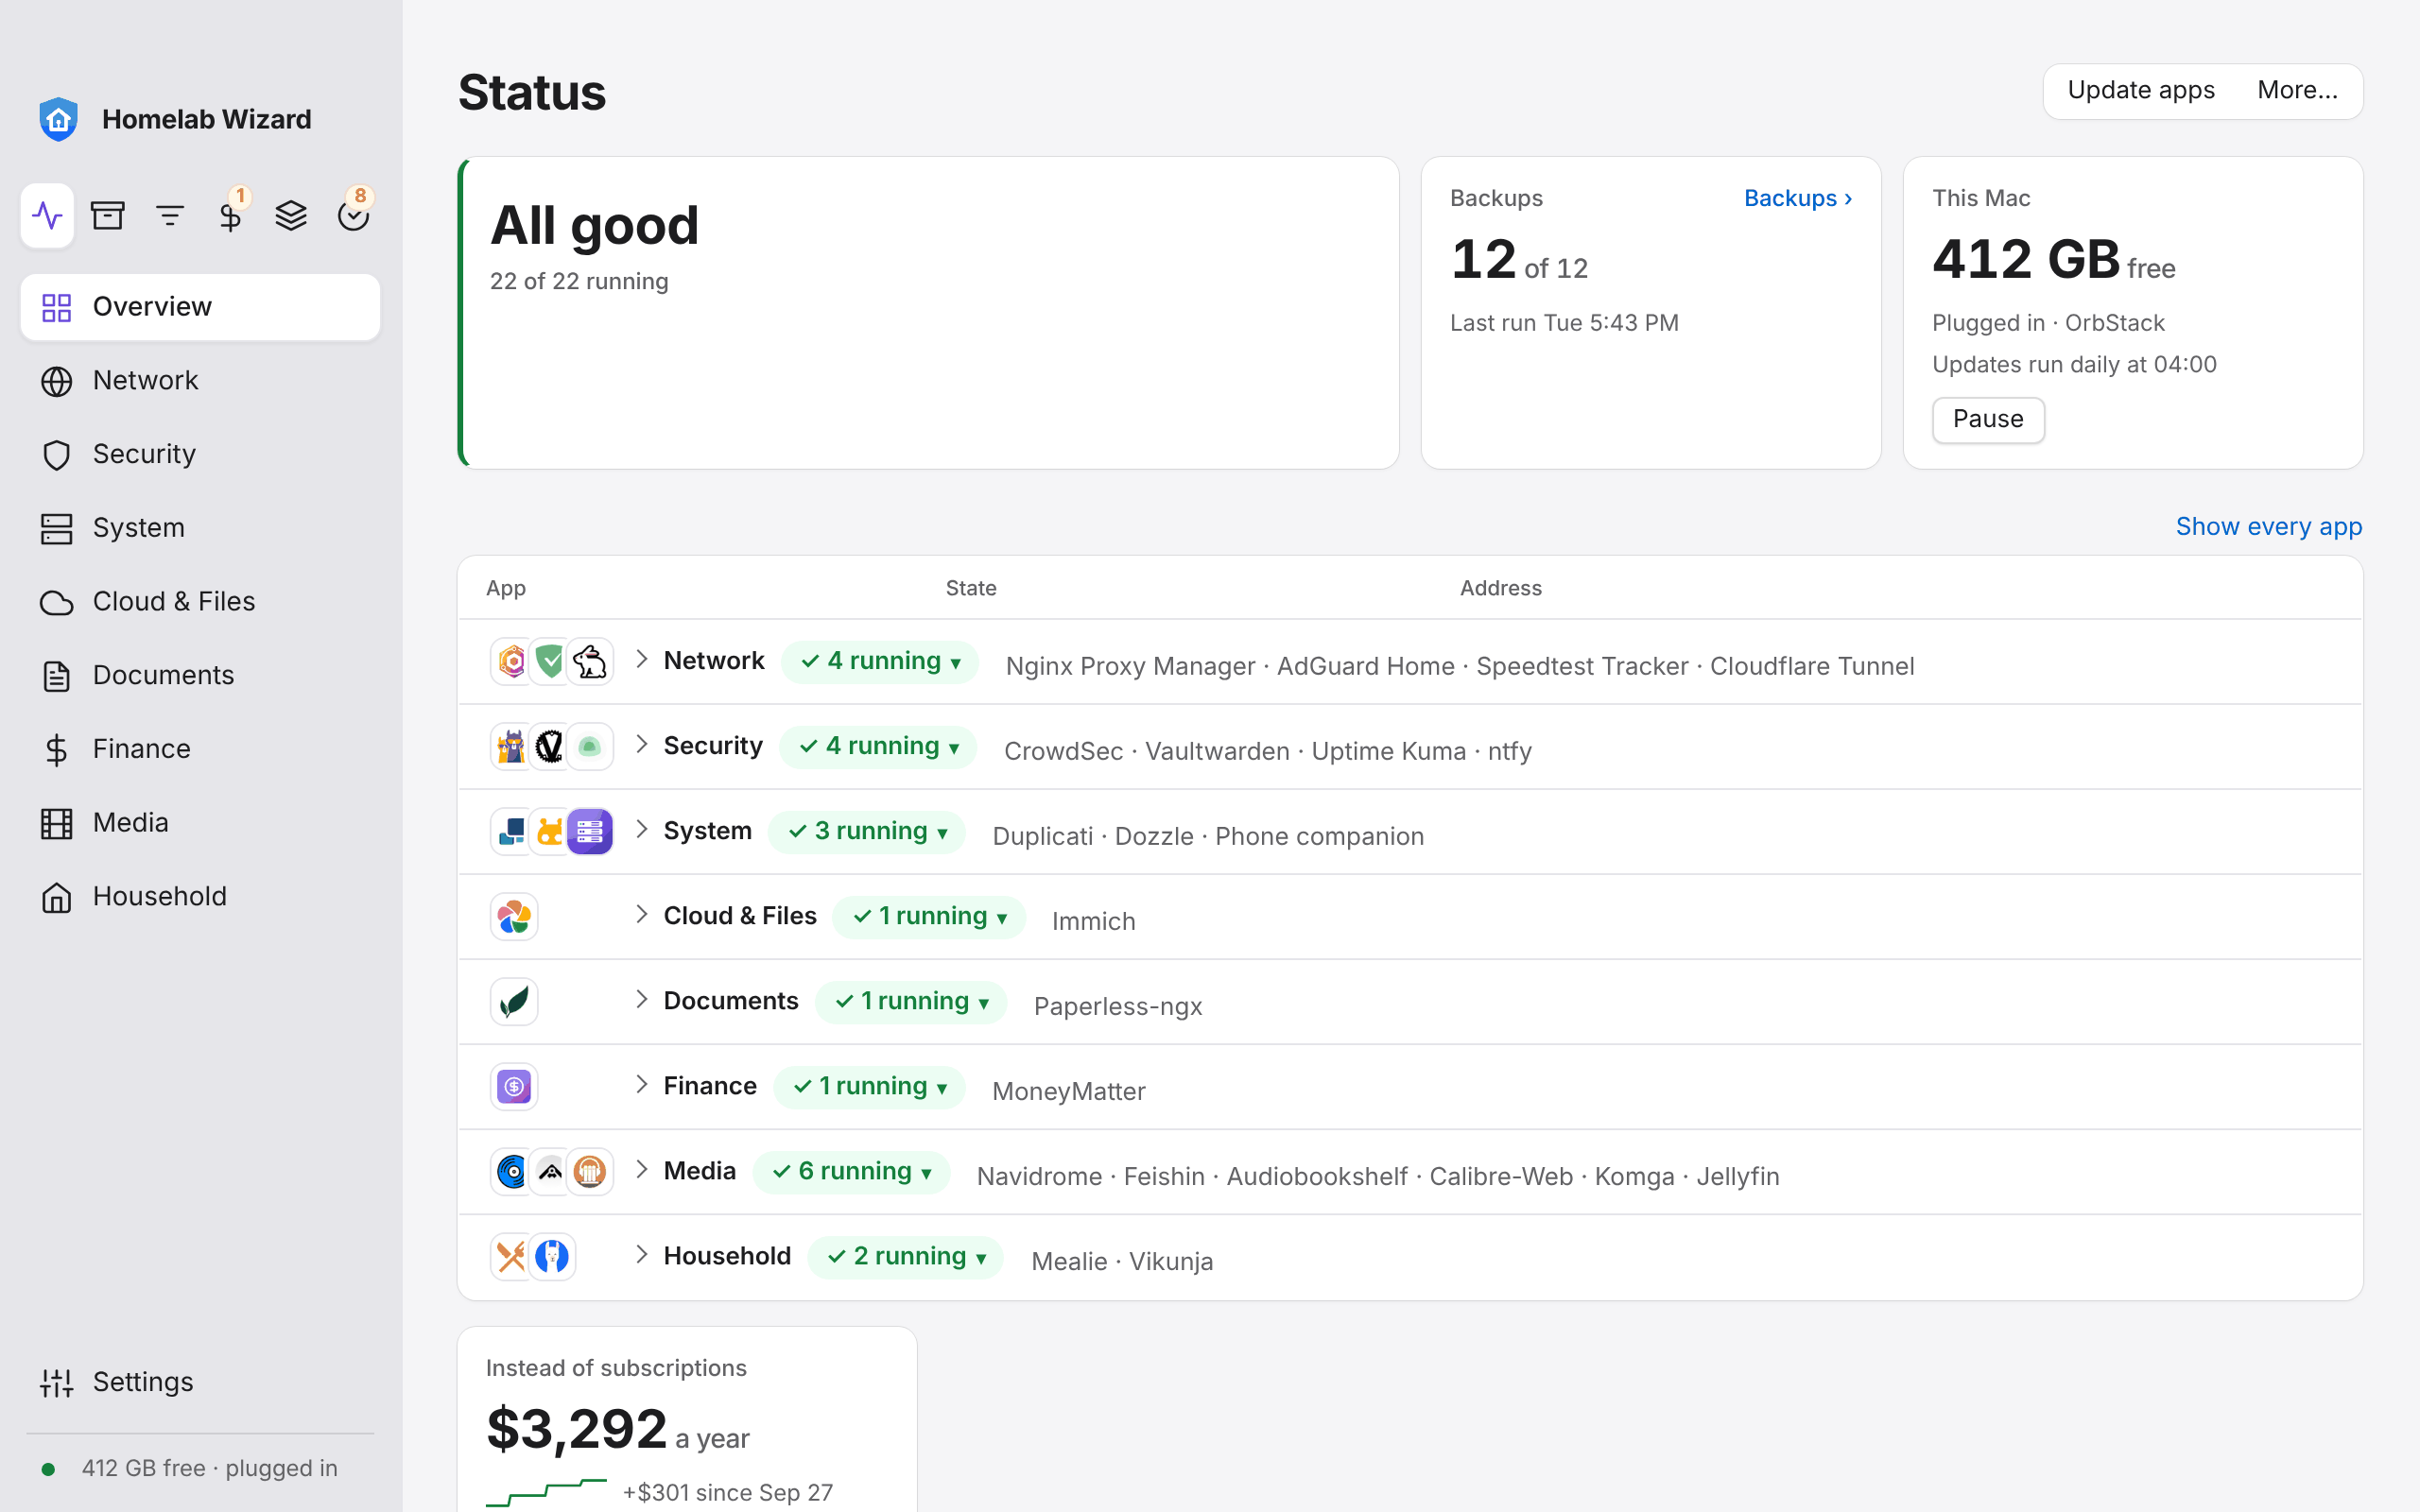 Homelab Wizard
1
8
Overview
Network
Security
System
Cloud & Files
Documents
Finance
Media
Household
Settings
412 GB free · plugged in
Status
Update apps More...
All good
22 of 22 running
Backups Backups ›
12 of 12
Last run Tue 5:43 PM
This Mac
412 GB free
Plugged in · OrbStack
Updates run daily at 04:00
Pause
Show every app
App State Address
Network ✓ 4 running ▾ Nginx Proxy Manager · AdGuard Home · Speedtest Tracker · Cloudflare Tunnel
Security ✓ 4 running ▾ CrowdSec · Vaultwarden · Uptime Kuma · ntfy
System ✓ 3 running ▾ Duplicati · Dozzle · Phone companion
Cloud & Files ✓ 1 running ▾ Immich
Documents ✓ 1 running ▾ Paperless-ngx
Finance ✓ 1 running ▾ MoneyMatter
Media ✓ 6 running ▾ Navidrome · Feishin · Audiobookshelf · Calibre-Web · Komga · Jellyfin
Household ✓ 2 running ▾ Mealie · Vikunja
Instead of subscriptions
$3,292 a year
+$301 since Sep 27